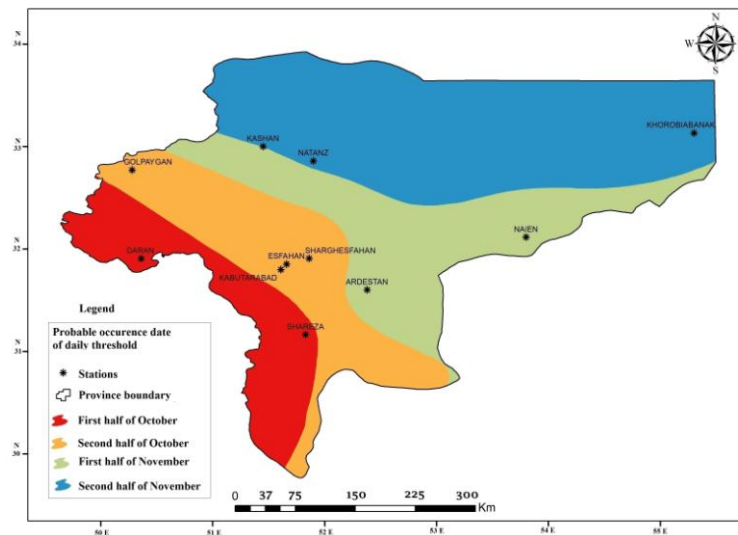 N
W
E
S
34 N
33 N
32 N
31 N
30 N
KHOROBIABANAK
KASHAN
NATANZ
GOLPAYGAN
NAIEN
DARAN
ESFAHAN
SHARGHESFAHAN
KABUTARABAD
ARDESTAN
SHAREZA
Legend
Probable occurence date
of daily threshold
Stations
Province boundary
First half of October
Second half of October
First half of November
Second half of November
0 37 75 150 225 300
Km
50 E 51 E 52 E 53 E 54 E 55 E